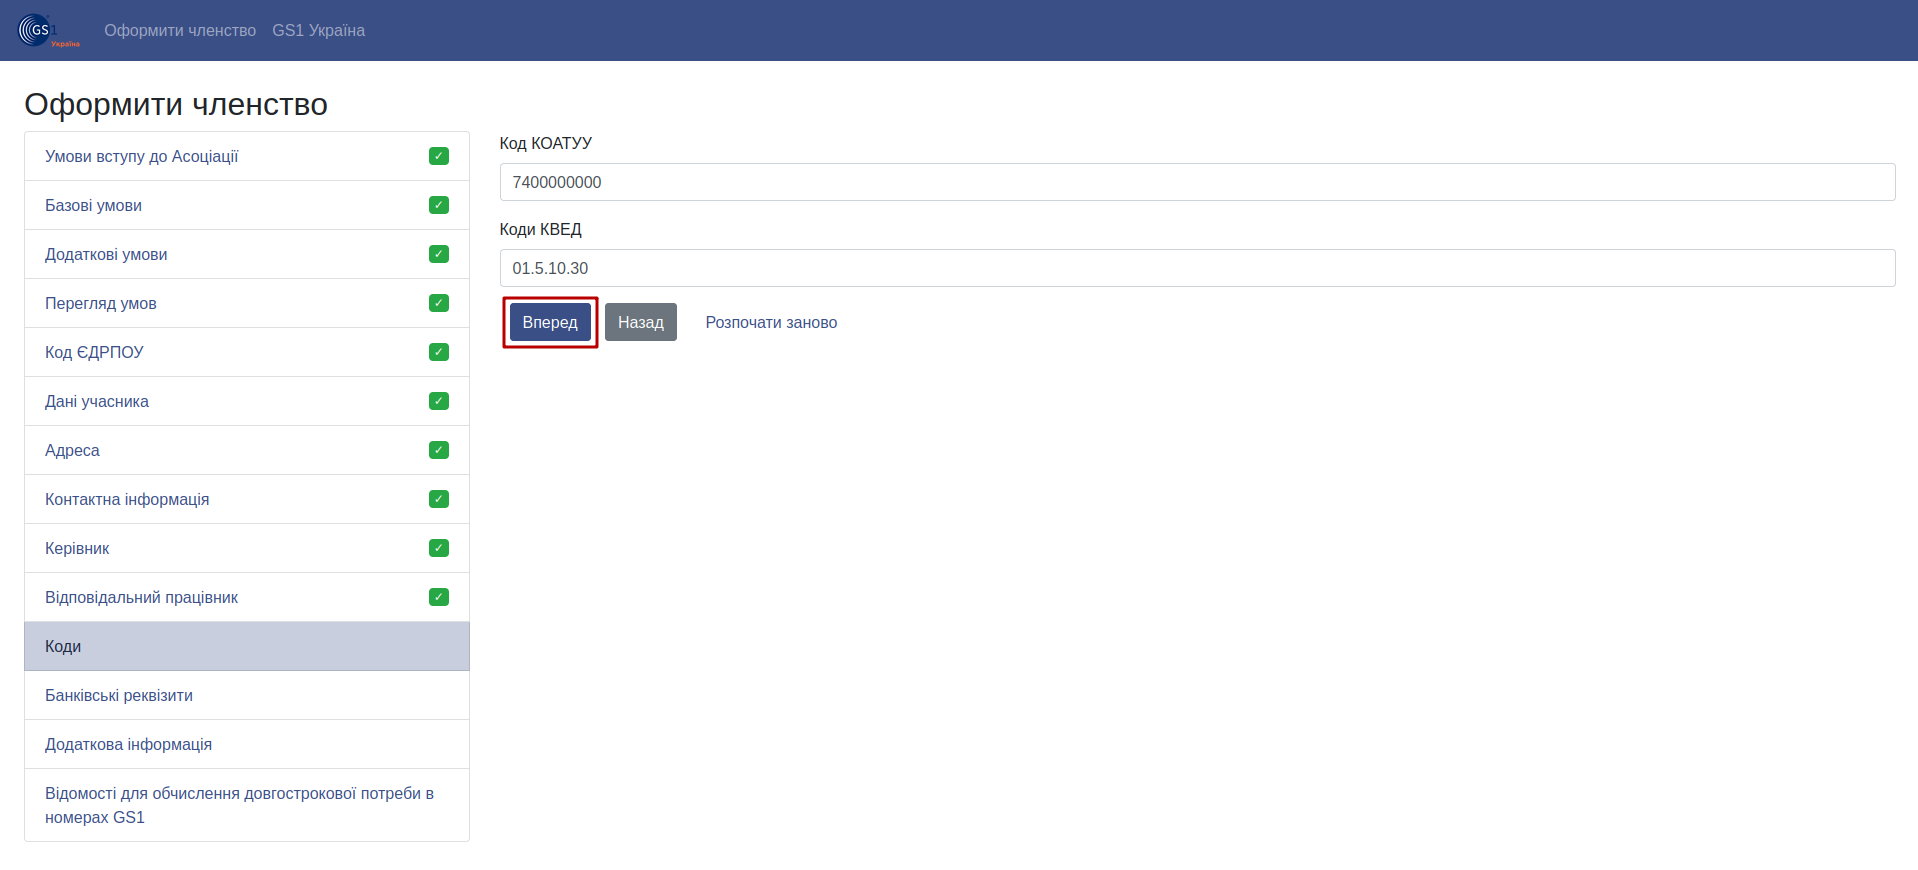 GS1
Україна
Оформити членство
GS1 Україна
Оформити членство
Умови вступу до Асоціації
Базові умови
Додаткові умови
Перегляд умов
Код ЄДРПОУ
Дані учасника
Адреса
Контактна інформація
Керівник
Відповідальний працівник
Коди
Банківські реквізити
Додаткова інформація
Відомості для обчислення довгострокової потреби в
номерах GS1
Код КОАТУУ
7400000000
Коди КВЕД
01.5.10.30
Вперед
Назад
Розпочати заново